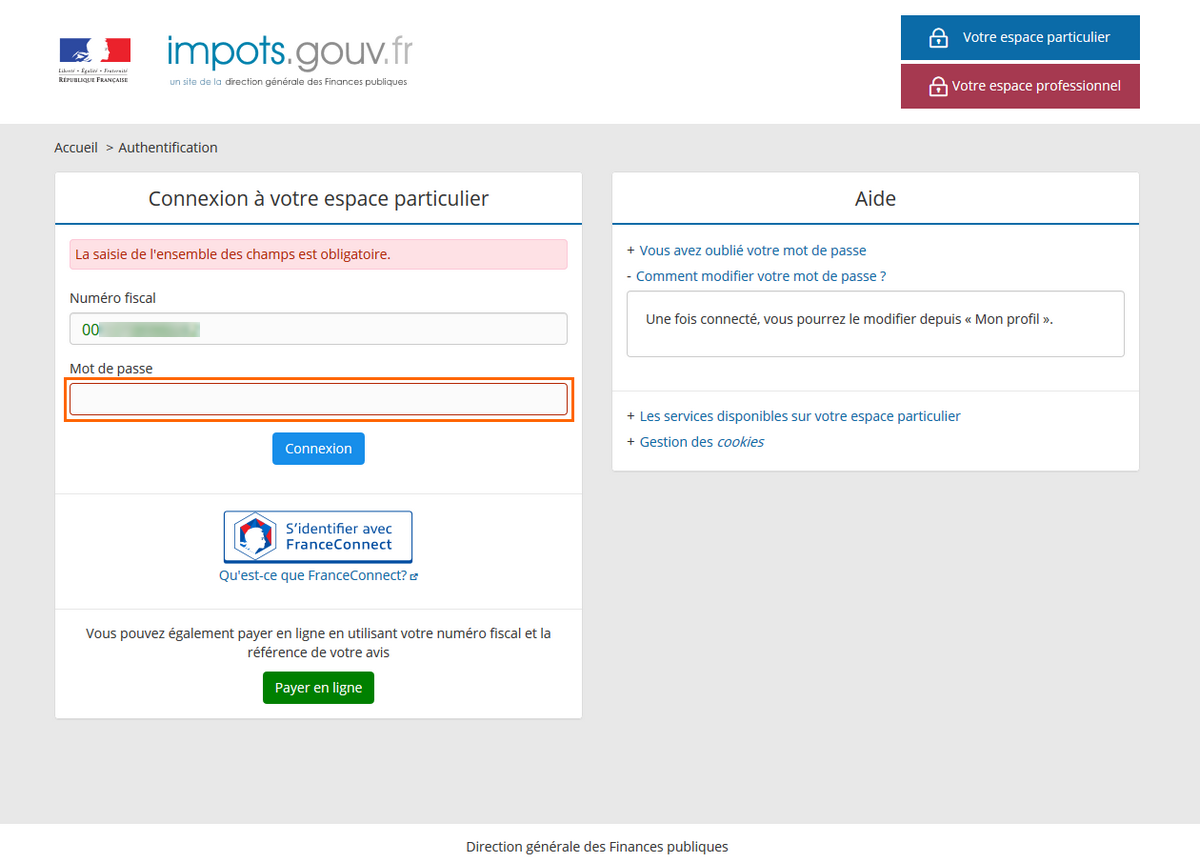 Liberté • Égalité • Fraternité
RÉPUBLIQUE FRANÇAISE
impots.gouv.fr
un site de la direction générale des Finances publiques
Votre espace particulier
Votre espace professionnel
Accueil > Authentification
Connexion à votre espace particulier
La saisie de l'ensemble des champs est obligatoire.
Numéro fiscal
00
Mot de passe
Connexion
S'identifier avec
FranceConnect
Qu'est-ce que FranceConnect?
Vous pouvez également payer en ligne en utilisant votre numéro fiscal et la
référence de votre avis
Payer en ligne
Aide
+ Vous avez oublié votre mot de passe
- Comment modifier votre mot de passe ?
Une fois connecté, vous pourrez le modifier depuis « Mon profil ».
+ Les services disponibles sur votre espace particulier
+ Gestion des cookies
Direction générale des Finances publiques